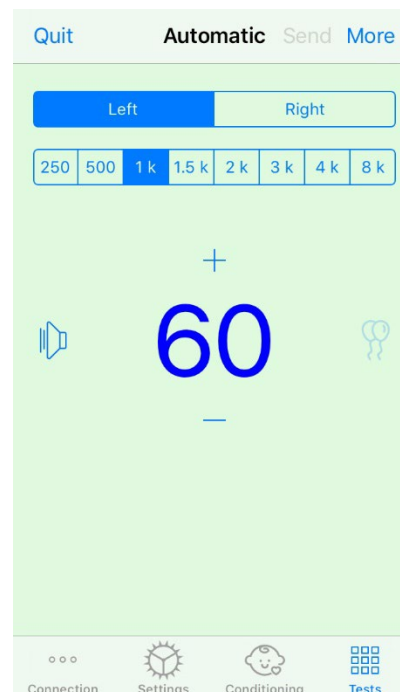 Quit Automatic Send More
Left Right
250 500 1 k 1.5 k 2 k 3 k 4 k 8 k
+
60
−
Connection Settings Conditioning Tests